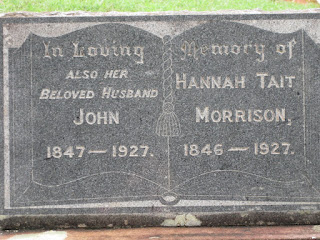 In Loving Memory of
ALSO HER
BELOVED HUSBAND
JOHN
1847 — 1927.
HANNAH TAIT
MORRISON,
1846 — 1927.